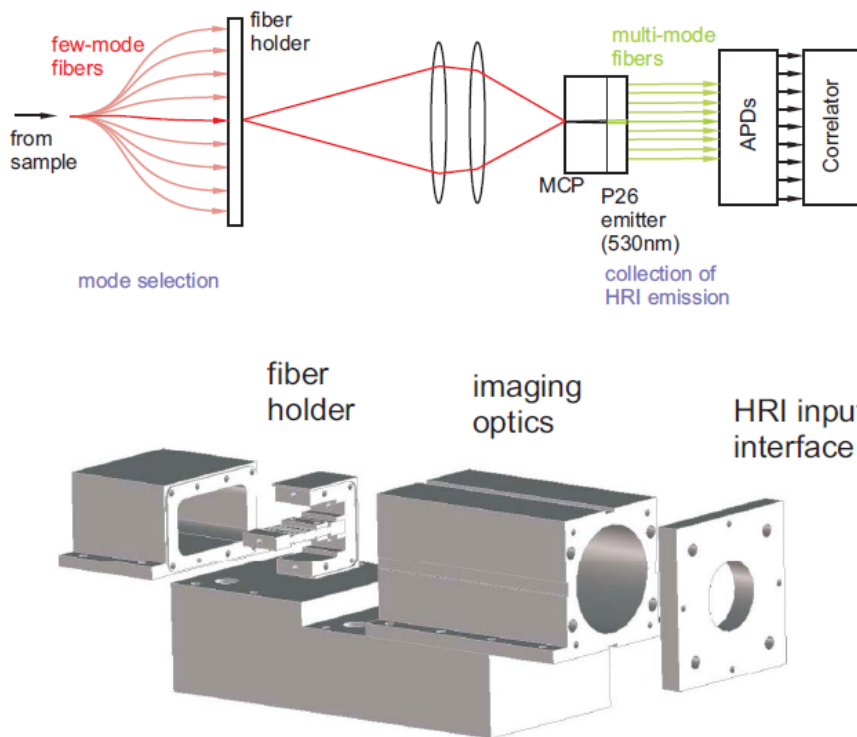 few-mode
fibers
fiber
holder
from
sample
mode selection
MCP
P26
emitter
(530nm)
multi-mode
fibers
collection of
HRI emission
APDs
Correlator
fiber
holder
imaging
optics
HRI input
interface